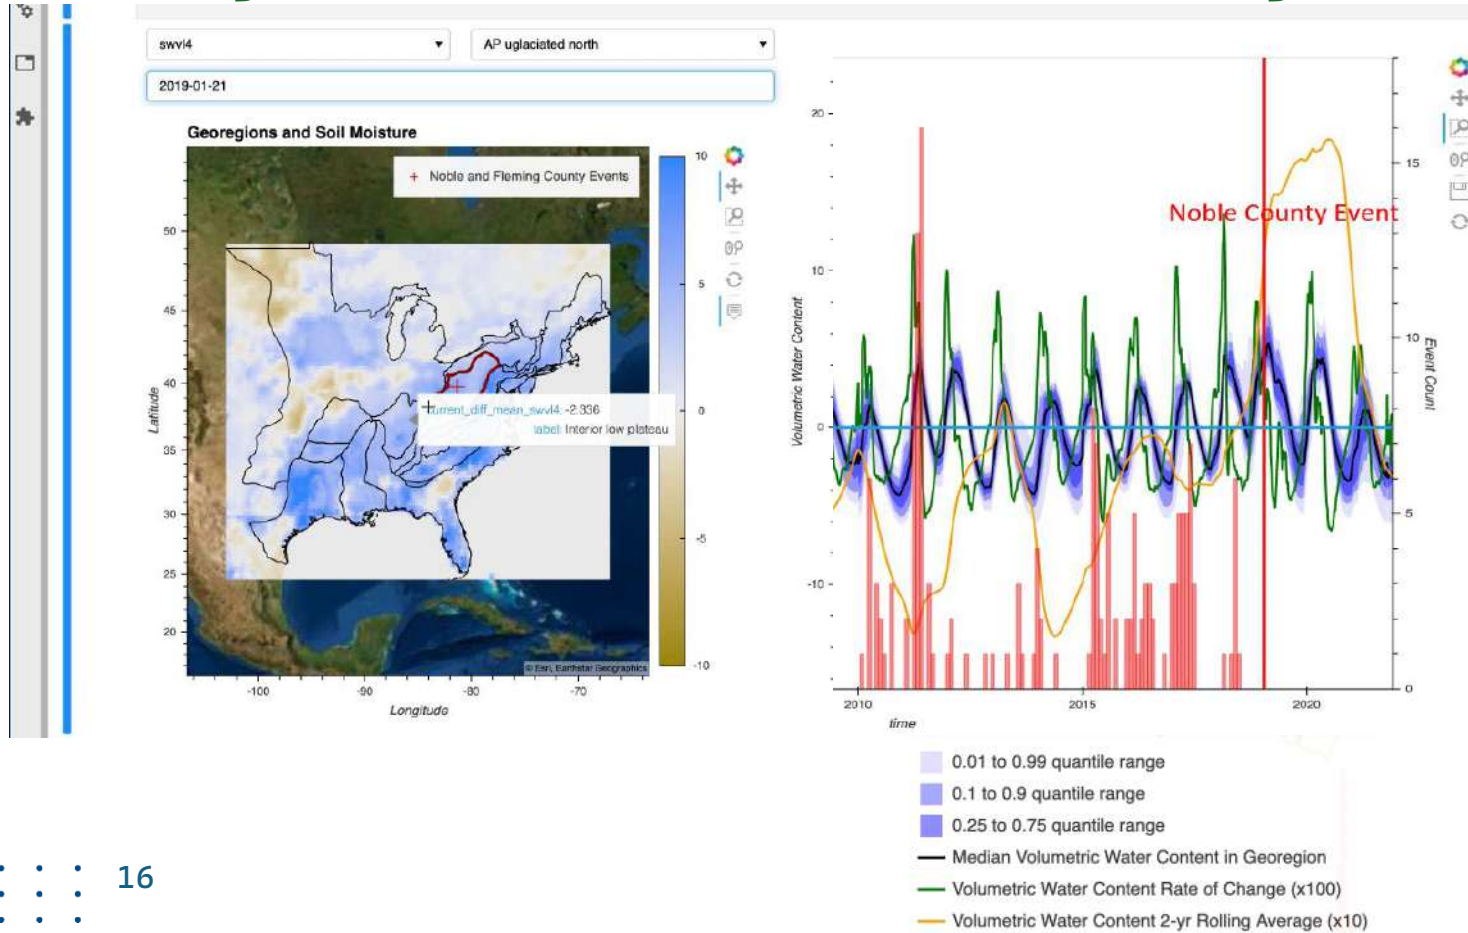 swvl4
AP uglaciated north
2019-01-21
Georegions and Soil Moisture
Noble and Fleming County Events
current_diff_mean_swvl4: -2.336
label: Interior low plateau
© Esri, Earthstar Geographics
50
45
40
35
30
25
20
Latitude
-100
-90
-80
-70
Longitude
10
5
0
-5
-10
Noble County Event
20
10
0
-10
Volumetric Water Content
15
10
5
0
Event Count
2010
2015
2020
time
0.01 to 0.99 quantile range
0.1 to 0.9 quantile range
0.25 to 0.75 quantile range
Median Volumetric Water Content in Georegion
Volumetric Water Content Rate of Change (x100)
Volumetric Water Content 2-yr Rolling Average (x10)
16